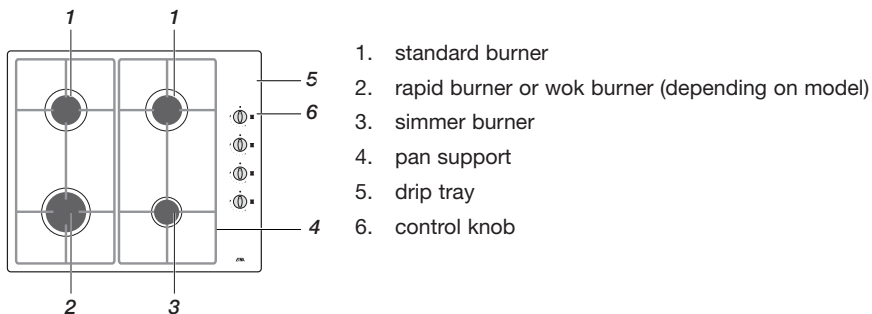 1 1
1. standard burner
5
2. rapid burner or wok burner (depending on model)
6
3. simmer burner
4. pan support
5. drip tray
4
6. control knob
2 3